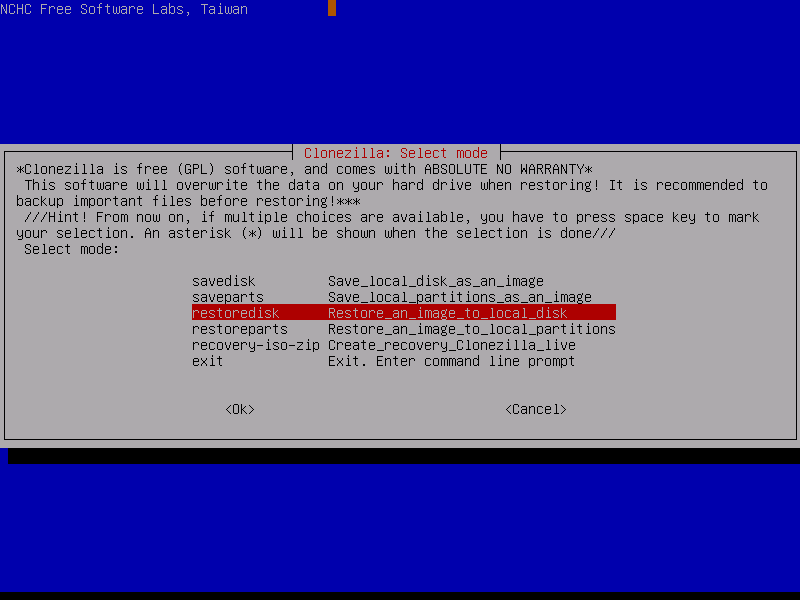 NCHC Free Software Labs, Taiwan
Clonezilla: Select mode
*Clonezilla is free (GPL) software, and comes with ABSOLUTE NO WARRANTY*
This software will overwrite the data on your hard drive when restoring! It is recommended to
backup important files before restoring!***
///Hint! From now on, if multiple choices are available, you have to press space key to mark
your selection. An asterisk (*) will be shown when the selection is done///
Select mode:
savedisk Save_local_disk_as_an_image
saveparts Save_local_partitions_as_an_image
restoredisk Restore_an_image_to_local_disk
restoreparts Restore_an_image_to_local_partitions
recovery-iso-zip Create_recovery_Clonezilla_live
exit Exit. Enter command line prompt
<Ok> <Cancel>